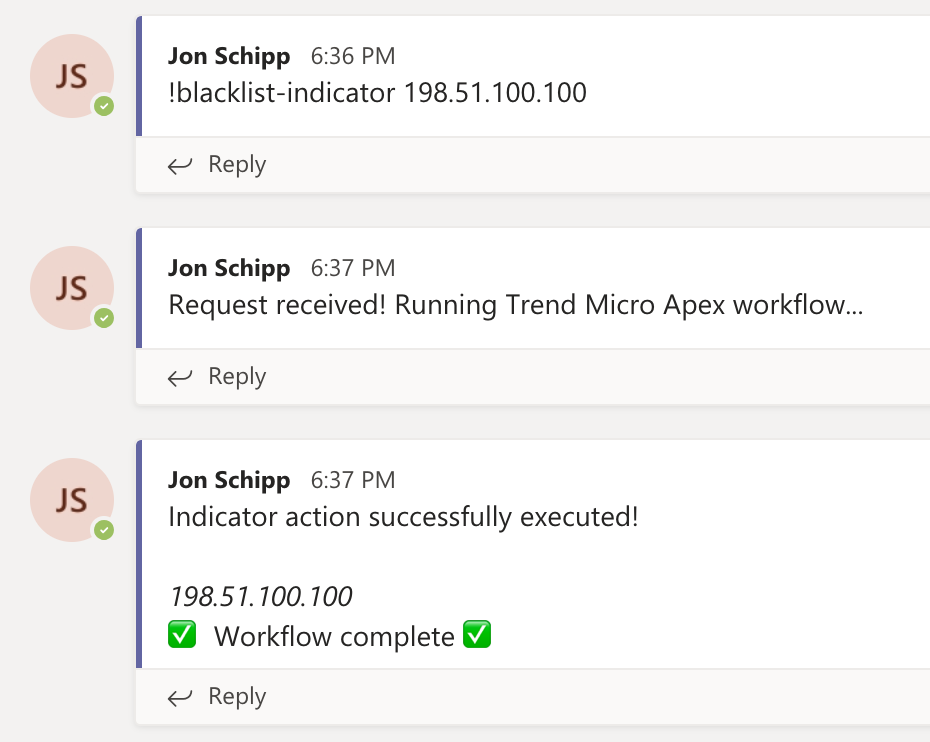 JS
Jon Schipp 6:36 PM
!blacklist-indicator 198.51.100.100
Reply
JS
Jon Schipp 6:37 PM
Request received! Running Trend Micro Apex workflow...
Reply
JS
Jon Schipp 6:37 PM
Indicator action successfully executed!
198.51.100.100
✅ Workflow complete ✅
Reply